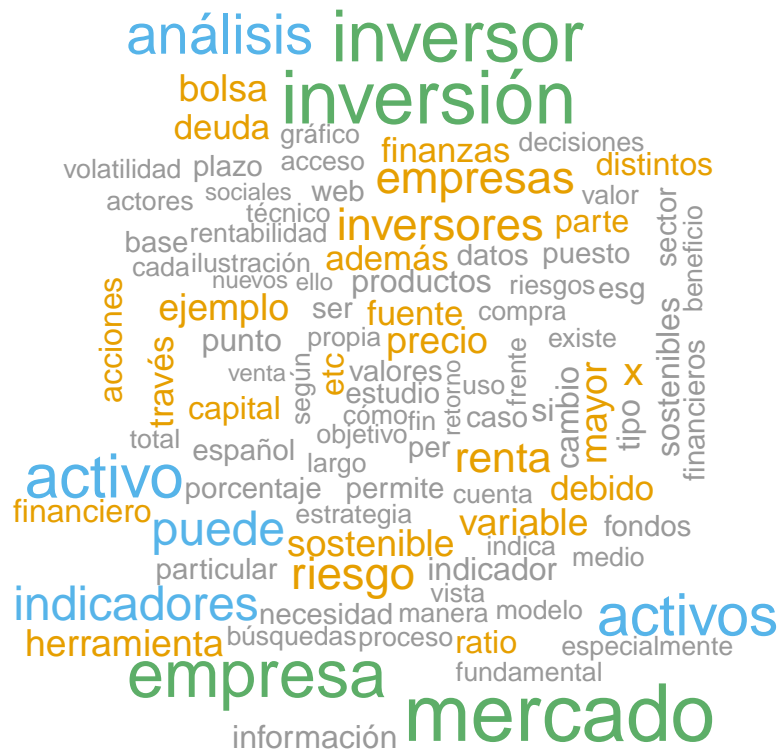 análisis inversor
bolsa inversión
deuda gráfico finanzas decisiones
volatilidad plazo acceso empresas distintos
actores sociales web valor
técnico inversores parte sector
base rentabilidad además datos puesto beneficio
cada ilustración productos riesgos esg
nuevos ello
acciones ejemplo ser fuente compra
través punto propia precio existe sostenibles
venta según etc valores frente cambio mayor x
capital estudio retorno uso tipo financieros
cómo fin caso si
total español objetivo per
largo renta
activo porcentaje permite cuenta debido
financiero estrategia
puede sostenible variable fondos
particular riesgo indicador indica medio
vista
indicadores necesidad manera modelo activos
herramienta búsquedas proceso ratio especialmente
empresa fundamental
información mercado